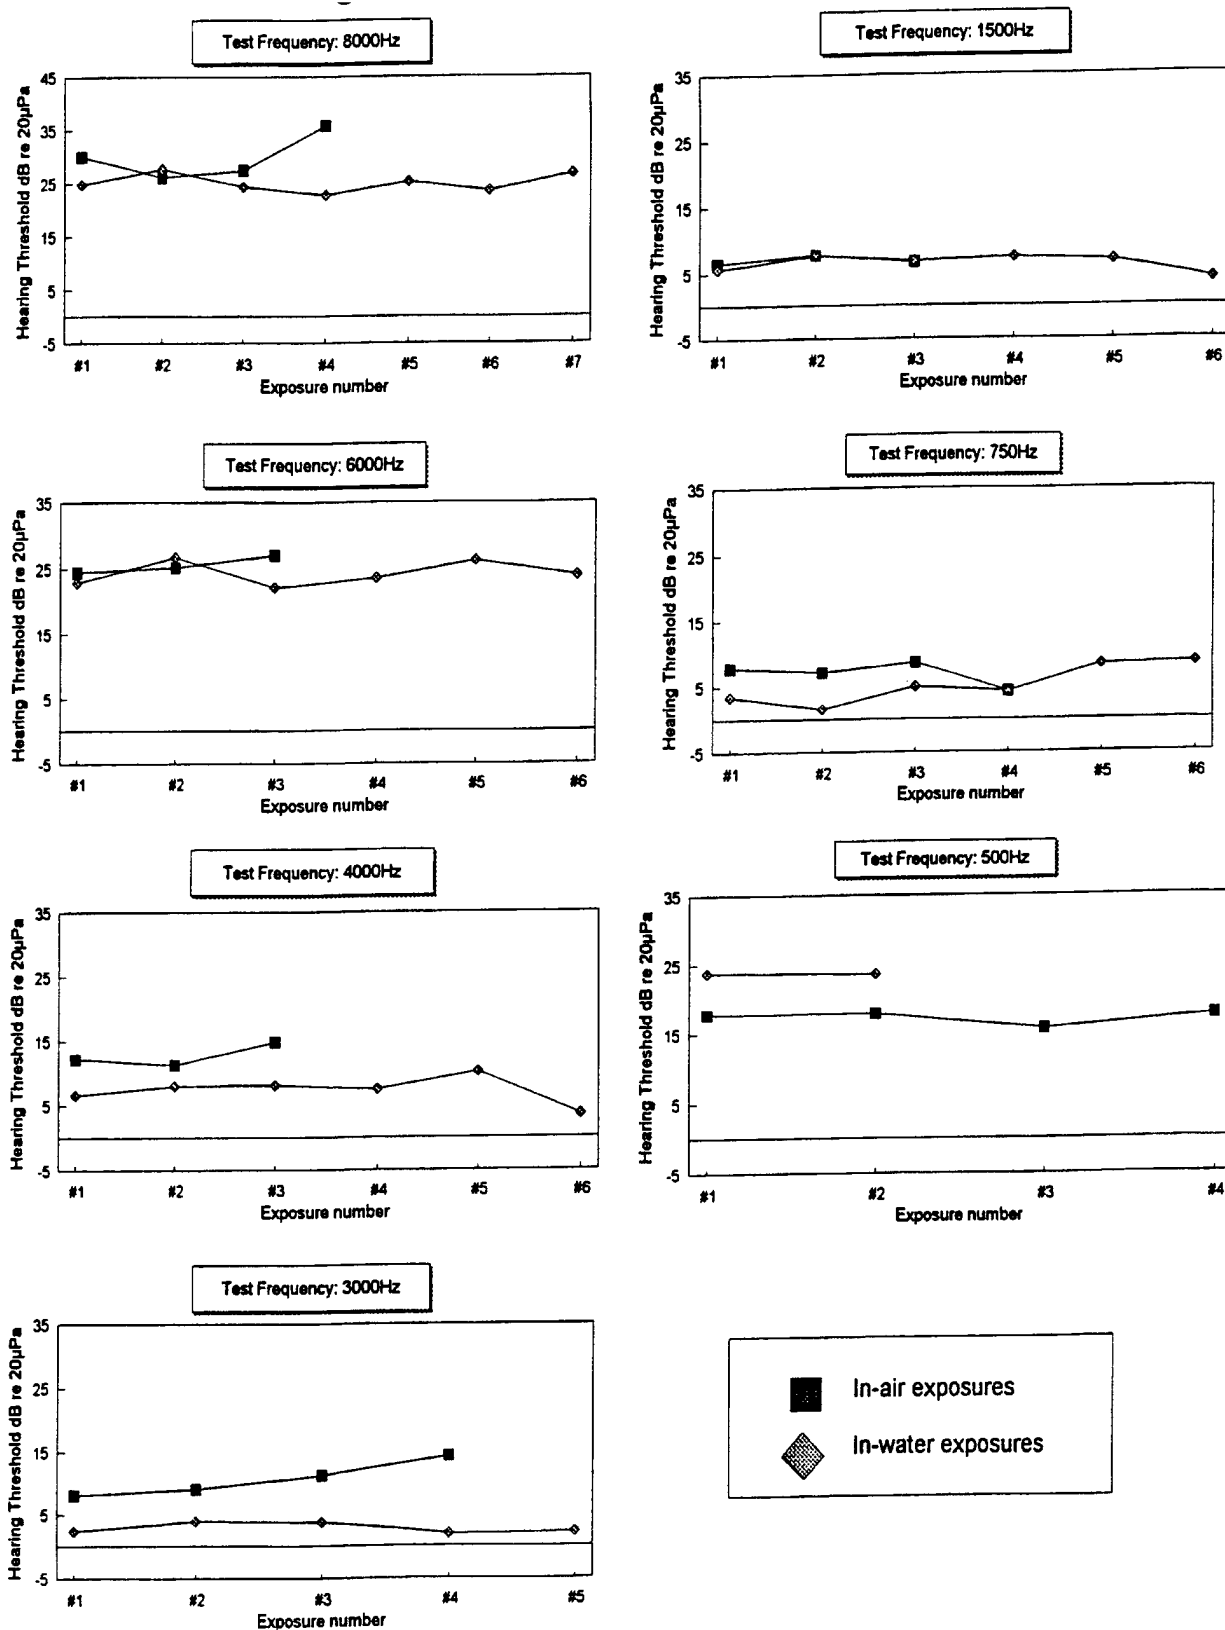 Test Frequency: 8000Hz
Hearing Threshold dB re 20µPa
45
35
25
15
5
-5
#1 #2 #3 #4 #5 #6 #7
Exposure number
Test Frequency: 1500Hz
Hearing Threshold dB re 20µPa
35
25
15
5
-5
#1 #2 #3 #4 #5 #6
Exposure number
Test Frequency: 6000Hz
Hearing Threshold dB re 20µPa
35
25
15
5
-5
#1 #2 #3 #4 #5 #6
Exposure number
Test Frequency: 750Hz
Hearing Threshold dB re 20µPa
35
25
15
5
-5
#1 #2 #3 #4 #5 #6
Exposure number
Test Frequency: 4000Hz
Hearing Threshold dB re 20µPa
35
25
15
5
-5
#1 #2 #3 #4 #5 #6
Exposure number
Test Frequency: 500Hz
Hearing Threshold dB re 20µPa
35
25
15
5
-5
#1 #2 #3 #4
Exposure number
Test Frequency: 3000Hz
Hearing Threshold dB re 20µPa
35
25
15
5
-5
#1 #2 #3 #4 #5
Exposure number
In-air exposures
In-water exposures